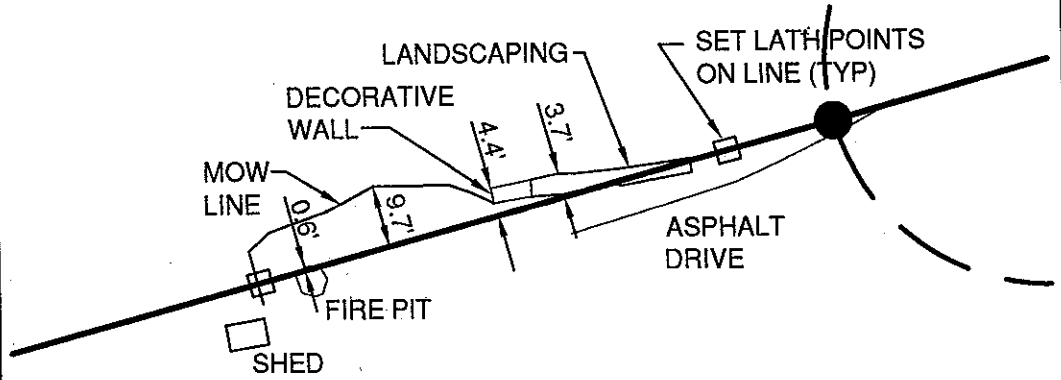 SET LATH POINTS
ON LINE (TYP)
LANDSCAPING
DECORATIVE
WALL
4.4'
3.7'
MOW
LINE
0.6'
9.7'
ASPHALT
DRIVE
FIRE PIT
SHED